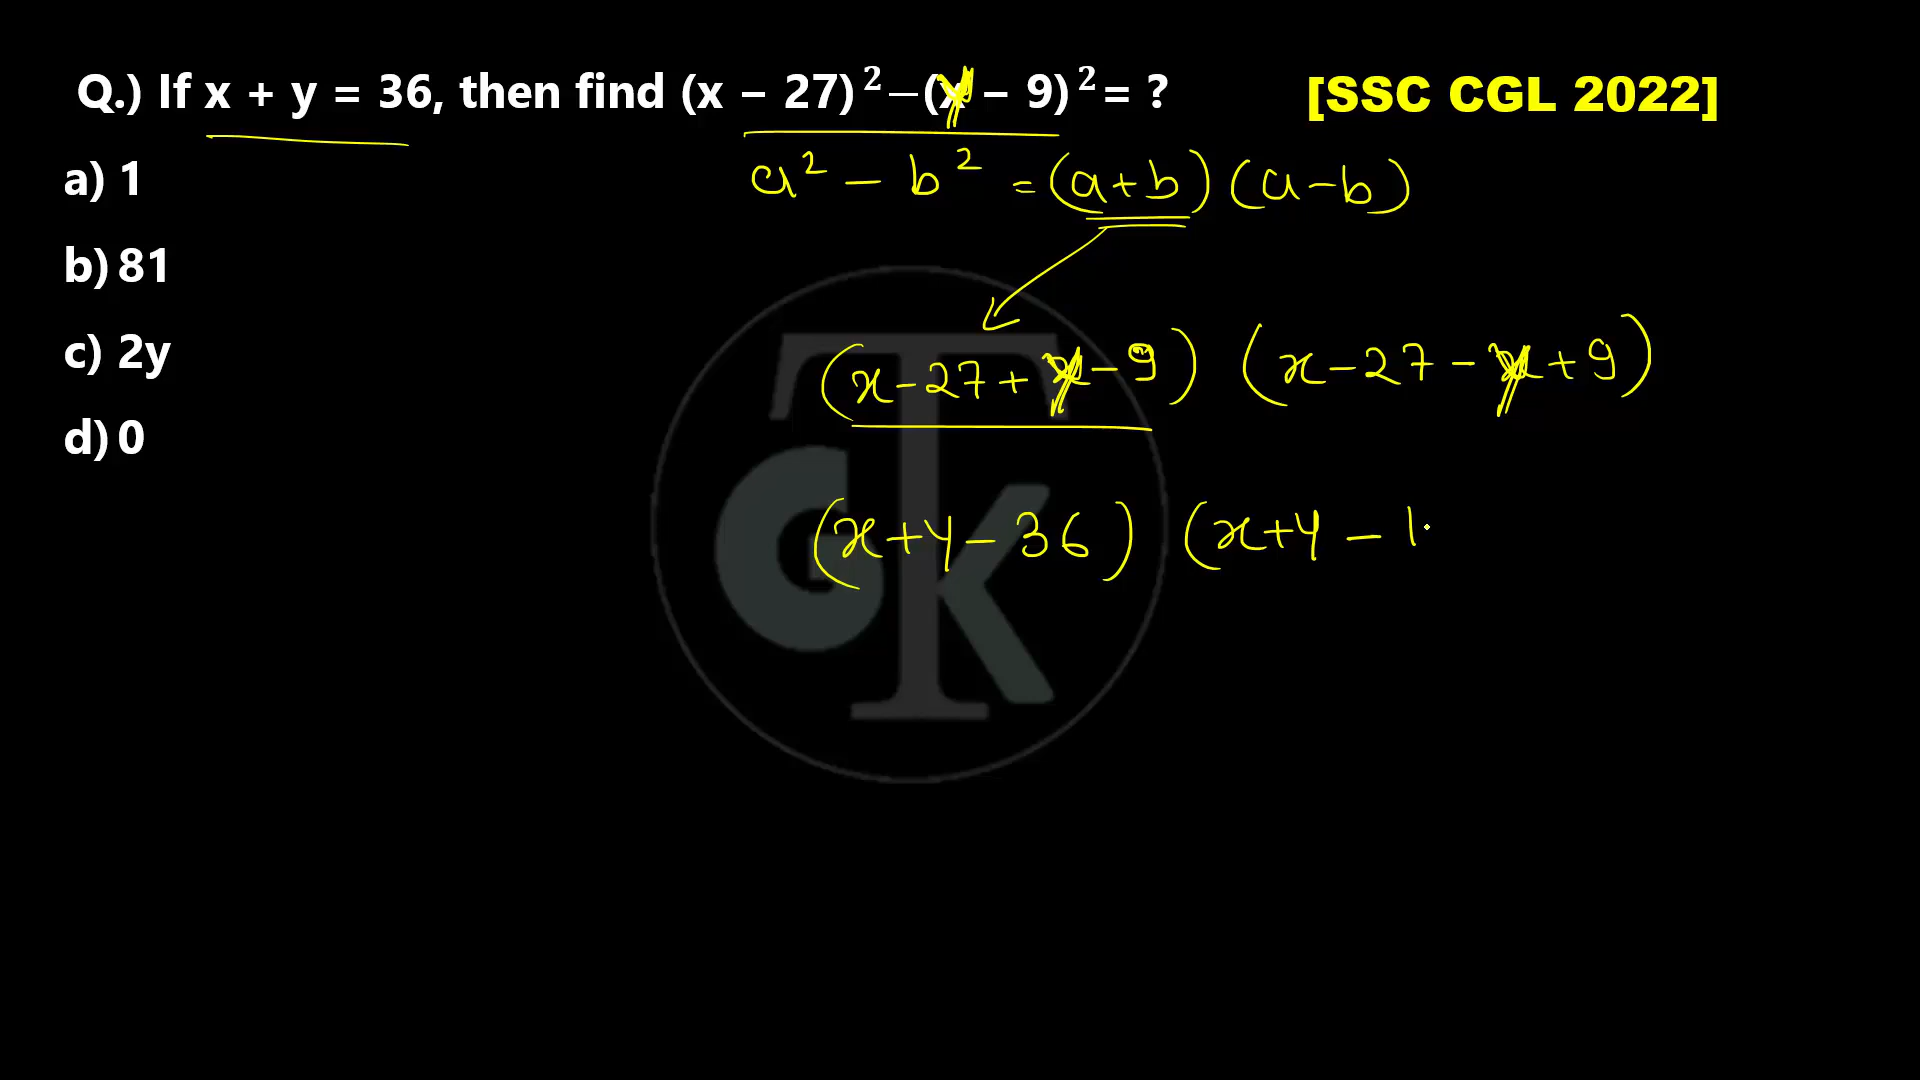 Q.) If x + y = 36, then find (x − 27)²−(y − 9)²= ? [SSC CGL 2022]
a) 1
a² − b² = (a+b) (a−b)
b) 81
c) 2y
(x−27+y−9) (x−27−y+9)
d) 0
(x+y−36) (x+y − 1
TGK